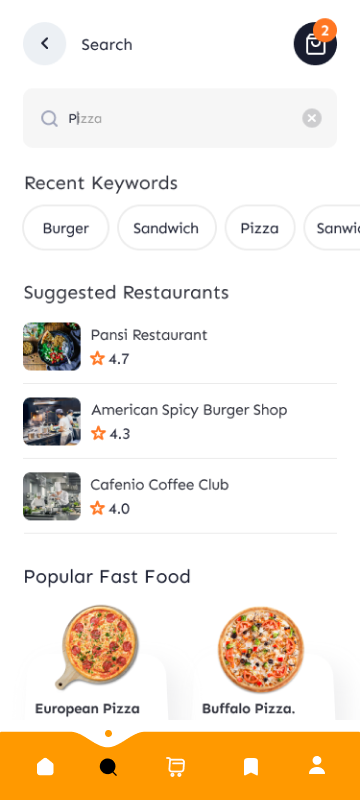 Search
2
Pizza
Recent Keywords
Burger Sandwich Pizza Sanwi
Suggested Restaurants
Pansi Restaurant
4.7
American Spicy Burger Shop
4.3
Cafenio Coffee Club
4.0
Popular Fast Food
European Pizza Buffalo Pizza.